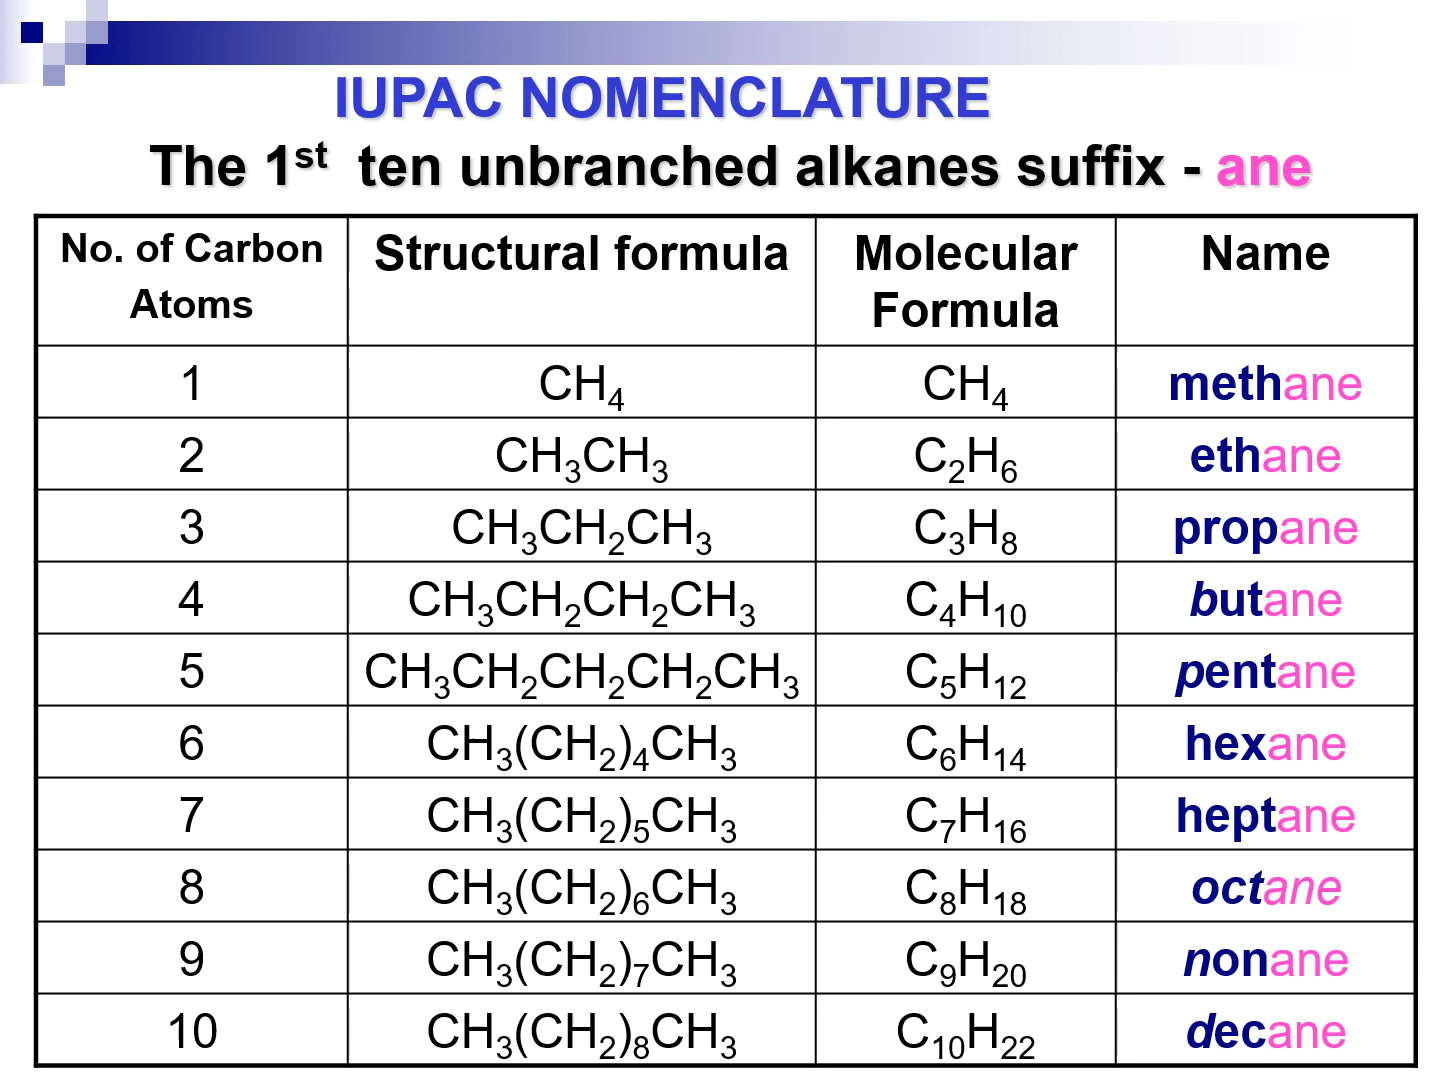 IUPAC NOMENCLATURE
The 1st ten unbranched alkanes suffix - ane
No. of Carbon Atoms Structural formula Molecular Formula Name
1 CH4 CH4 methane
2 CH3CH3 C2H6 ethane
3 CH3CH2CH3 C3H8 propane
4 CH3CH2CH2CH3 C4H10 butane
5 CH3CH2CH2CH2CH3 C5H12 pentane
6 CH3(CH2)4CH3 C6H14 hexane
7 CH3(CH2)5CH3 C7H16 heptane
8 CH3(CH2)6CH3 C8H18 octane
9 CH3(CH2)7CH3 C9H20 nonane
10 CH3(CH2)8CH3 C10H22 decane